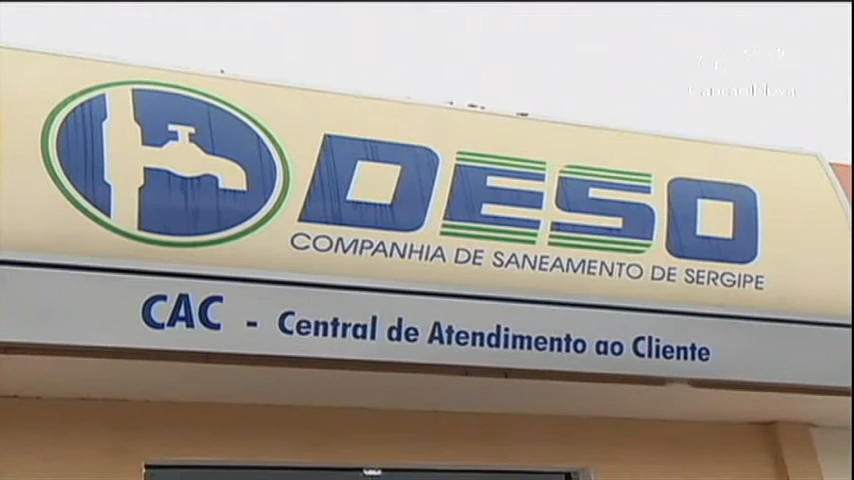 DESO
COMPANHIA DE SANEAMENTO DE SERGIPE
CAC - Central de Atendimento ao Cliente